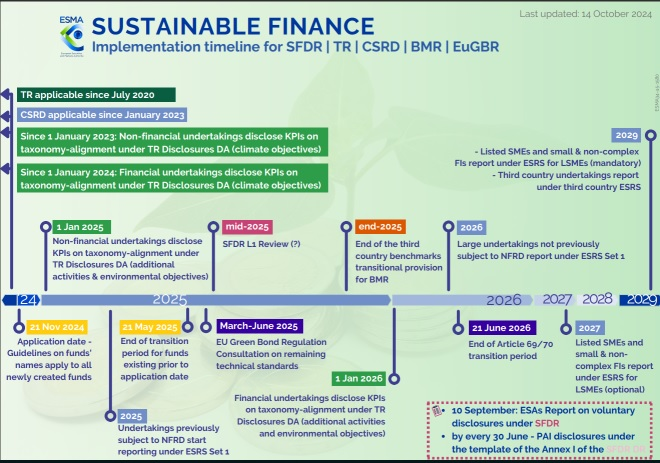 ESMA
SUSTAINABLE FINANCE
Implementation timeline for SFDR | TR | CSRD | BMR | EuGBR
Last updated: 14 October 2024
TR applicable since July 2020
CSRD applicable since January 2023
Since 1 January 2023: Non-financial undertakings disclose KPIs on
taxonomy-alignment under TR Disclosures DA (climate objectives)
Since 1 January 2024: Financial undertakings disclose KPIs on
taxonomy-alignment under TR Disclosures DA (climate objectives)
2029
- Listed SMEs and small & non-complex
FIs report under ESRS for LSMEs (mandatory)
- Third country undertakings report
under third country ESRS
1 Jan 2025
Non-financial undertakings disclose
KPIs on taxonomy-alignment under
TR Disclosures DA (additional
activities & environmental objectives)
mid-2025
SFDR L1 Review (?)
end-2025
End of the third
country benchmarks
transitional provision
for BMR
2026
Large undertakings not previously
subject to NFRD report under ESRS Set 1
'24
2025
2026
2027
2028
2029
21 Nov 2024
Application date -
Guidelines on funds'
names apply to all
newly created funds
21 May 2025
End of transition
period for funds
existing prior to
application date
March-June 2025
EU Green Bond Regulation
Consultation on remaining
technical standards
21 June 2026
End of Article 69/70
transition period
2027
Listed SMEs and
small & non-
complex FIs report
under ESRS for
LSMEs (optional)
1 Jan 2026
Financial undertakings disclose KPIs
on taxonomy-alignment under TR
Disclosures DA (additional activities
and environmental objectives)
2025
Undertakings previously
subject to NFRD start
reporting under ESRS Set 1
• 10 September: ESAs Report on voluntary
disclosures under SFDR
• by every 30 June - PAI disclosures under
the template of the Annex I of the